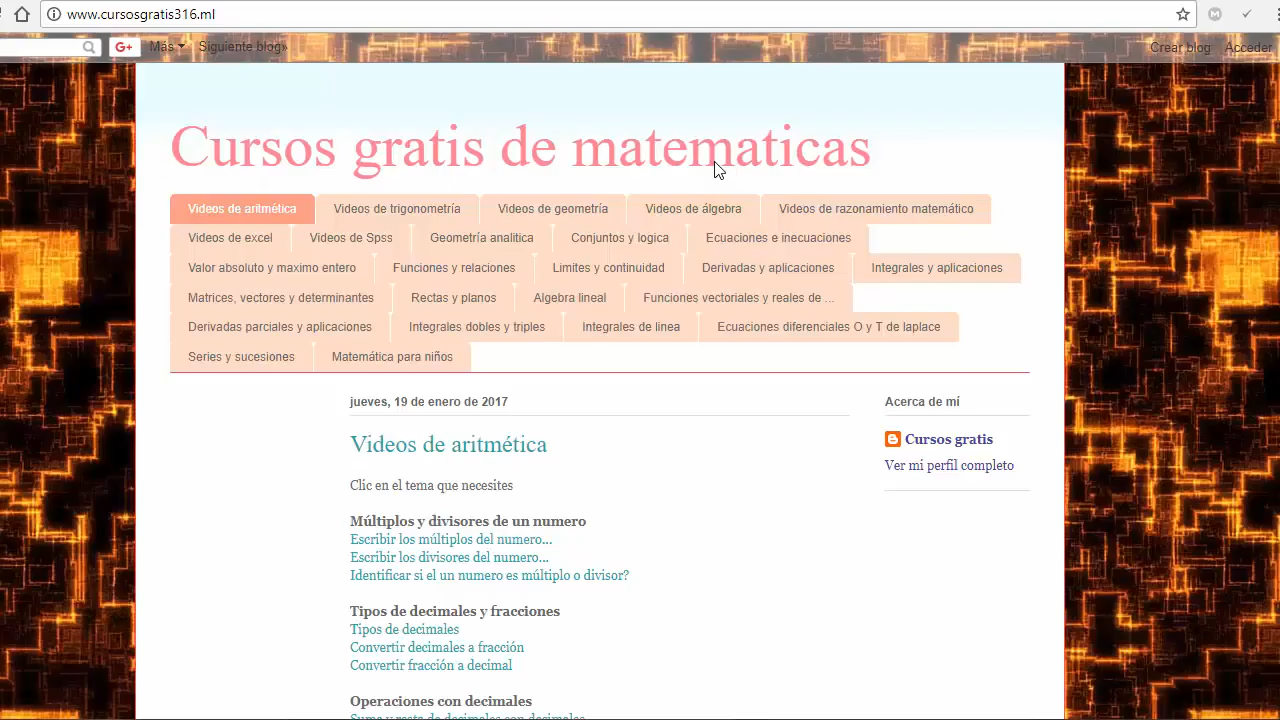 www.cursosgratis316.ml
G+ Más Siguiente blog» Crear blog Acceder
Cursos gratis de matematicas
Videos de aritmètica Videos de trigonometría Videos de geometría Videos de álgebra Videos de razonamiento matemático
Videos de excel Videos de Spss Geometría analitica Conjuntos y logica Ecuaciones e inecuaciones
Valor absoluto y maximo entero Funciones y relaciones Limites y continuidad Derivadas y aplicaciones Integrales y aplicaciones
Matrices, vectores y determinantes Rectas y planos Algebra lineal Funciones vectoriales y reales de ...
Derivadas parciales y aplicaciones Integrales dobles y triples Integrales de linea Ecuaciones diferenciales O y T de laplace
Series y sucesiones Matemática para niños
jueves, 19 de enero de 2017
Videos de aritmética
Clic en el tema que necesites
Múltiplos y divisores de un numero
Escribir los múltiplos del numero...
Escribir los divisores del numero...
Identificar si el un numero es múltiplo o divisor?
Tipos de decimales y fracciones
Tipos de decimales
Convertir decimales a fracción
Convertir fracción a decimal
Operaciones con decimales
Suma y resta de decimales con decimales
Acerca de mí
Cursos gratis
Ver mi perfil completo